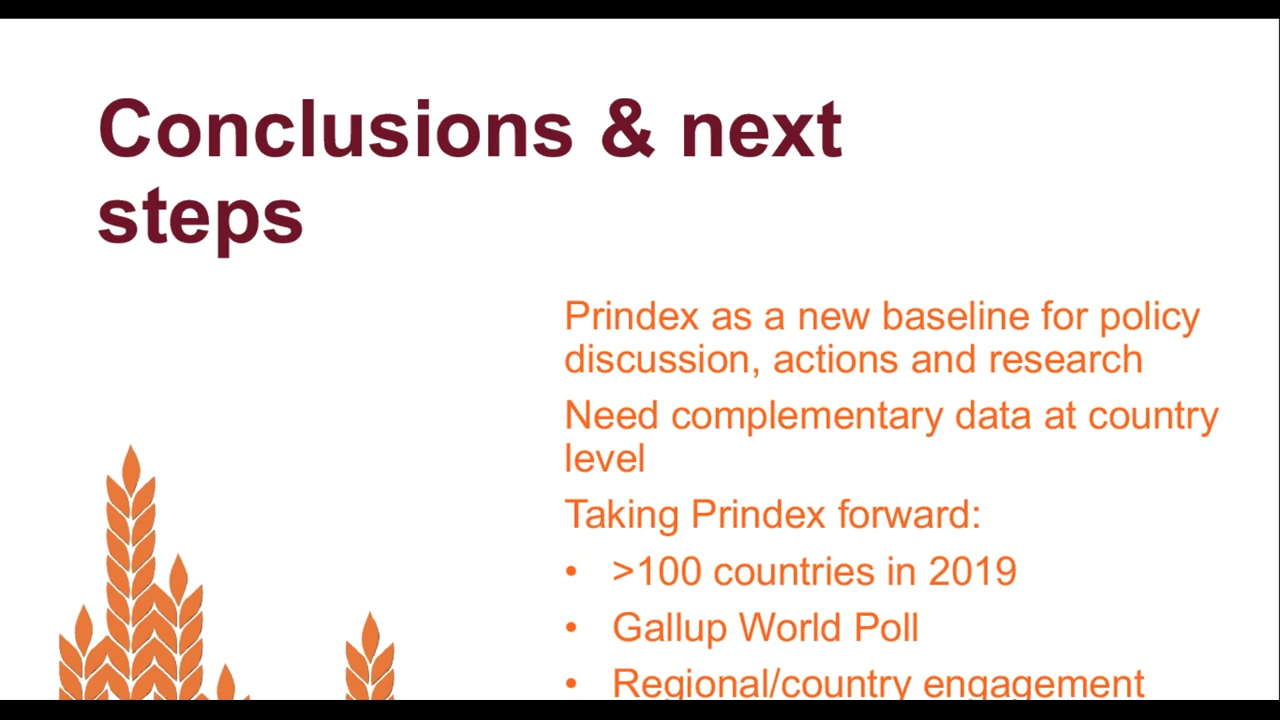 Conclusions & next
steps
Prindex as a new baseline for policy
discussion, actions and research
Need complementary data at country
level
Taking Prindex forward:
• >100 countries in 2019
• Gallup World Poll
• Regional/country engagement